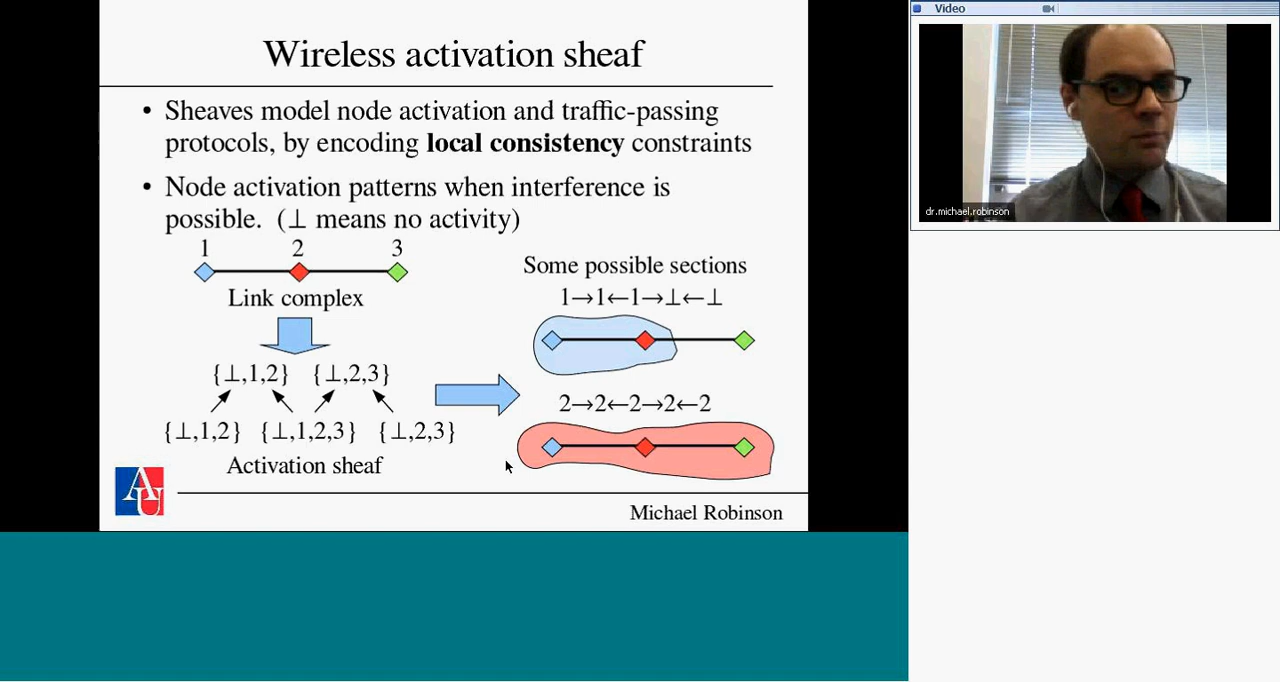 Wireless activation sheaf
• Sheaves model node activation and traffic-passing
protocols, by encoding local consistency constraints
• Node activation patterns when interference is
possible. (⊥ means no activity)
1 2 3
Link complex
{⊥,1,2} {⊥,2,3}
{⊥,1,2} {⊥,1,2,3} {⊥,2,3}
Activation sheaf
Some possible sections
1→1←1→⊥←⊥
2→2←2→2←2
AU
Michael Robinson
Video
dr.michael.robinson